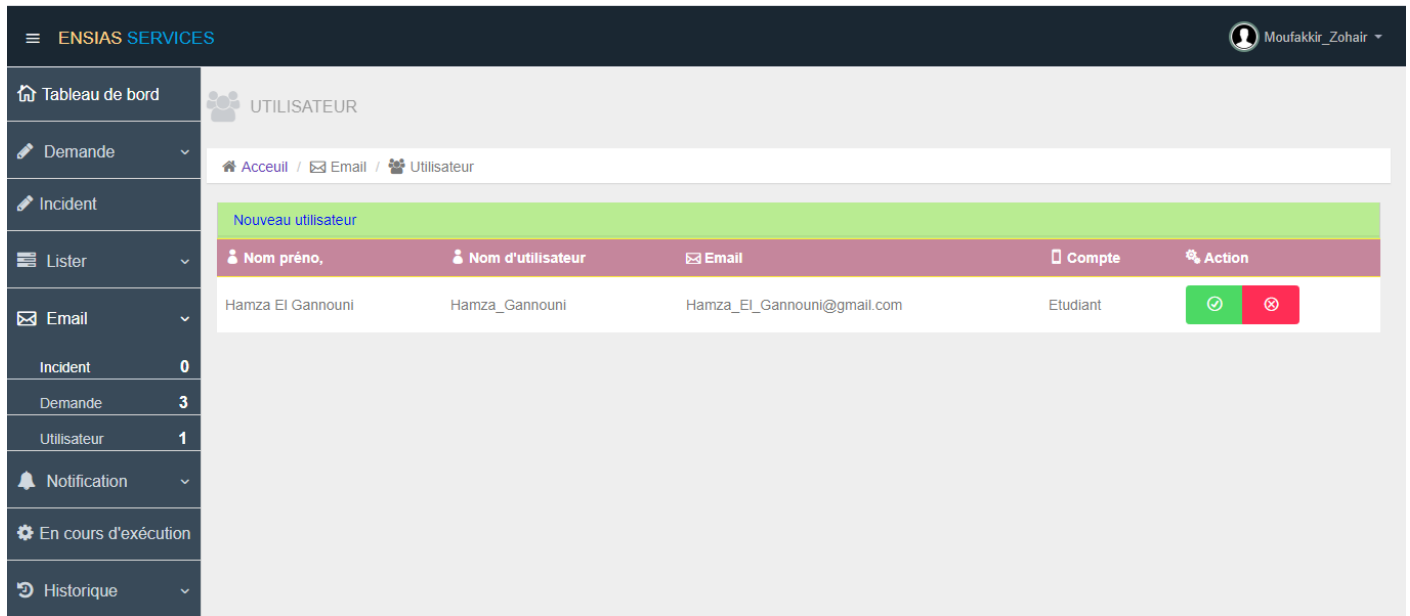 ENSIAS SERVICES
Moufakkir_Zohair
Tableau de bord
Demande
Incident
Lister
Email
Incident 0
Demande 3
Utilisateur 1
Notification
En cours d'exécution
Historique
UTILISATEUR
Acceuil / Email / Utilisateur
Nouveau utilisateur
Nom préno, Nom d'utilisateur Email Compte Action
Hamza El Gannouni Hamza_Gannouni Hamza_El_Gannouni@gmail.com Etudiant